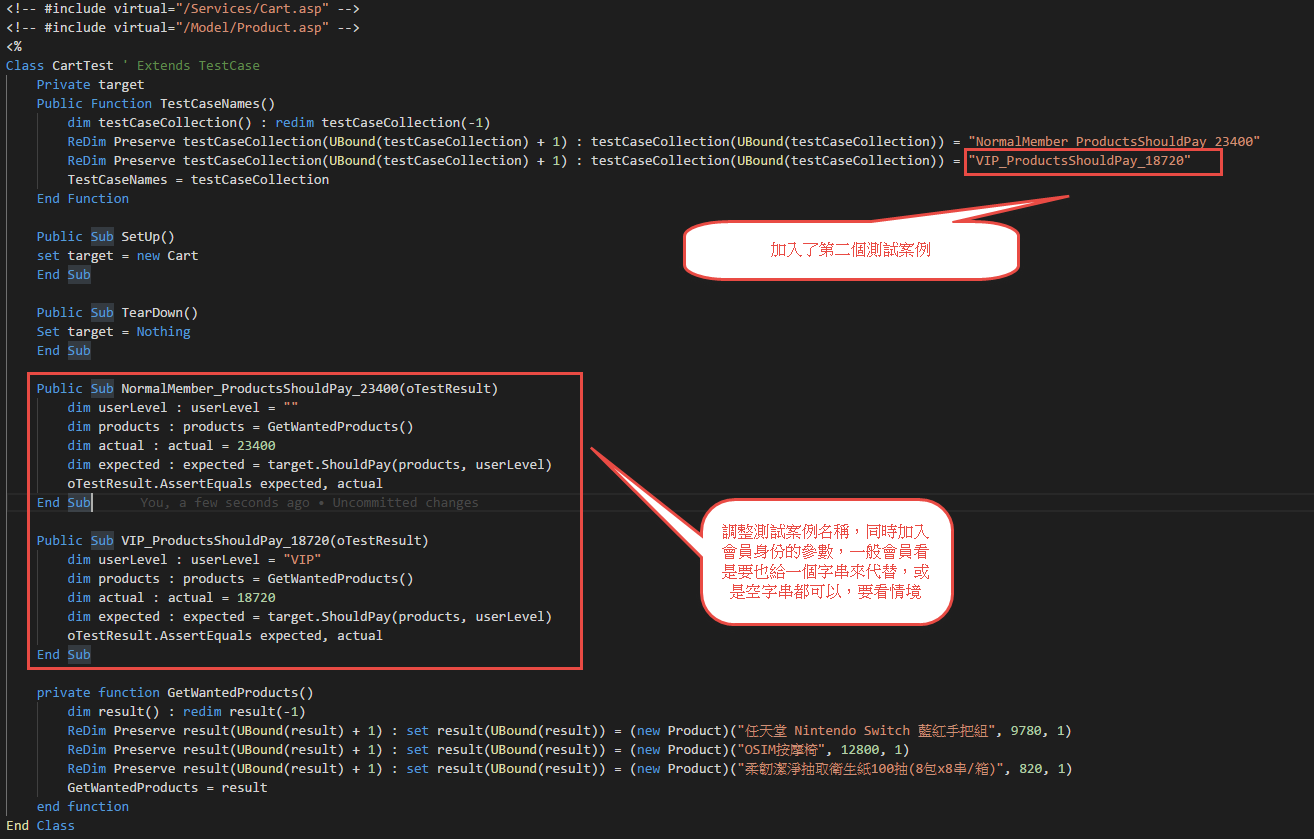 <!-- #include virtual="/Services/Cart.asp" -->
<!-- #include virtual="/Model/Product.asp" -->
<%
Class CartTest ' Extends TestCase
Private target
Public Function TestCaseNames()
dim testCaseCollection() : redim testCaseCollection(-1)
ReDim Preserve testCaseCollection(UBound(testCaseCollection) + 1) : testCaseCollection(UBound(testCaseCollection)) = "NormalMember_ProductsShouldPay_23400"
ReDim Preserve testCaseCollection(UBound(testCaseCollection) + 1) : testCaseCollection(UBound(testCaseCollection)) = "VIP_ProductsShouldPay_18720"
TestCaseNames = testCaseCollection
End Function
Public Sub SetUp()
set target = new Cart
End Sub
加入了第二個測試案例
Public Sub TearDown()
Set target = Nothing
End Sub
Public Sub NormalMember_ProductsShouldPay_23400(oTestResult)
dim userLevel : userLevel = ""
dim products : products = GetWantedProducts()
dim actual : actual = 23400
dim expected : expected = target.ShouldPay(products, userLevel)
oTestResult.AssertEquals expected, actual
End Sub You, a few seconds ago • Uncommitted changes
Public Sub VIP_ProductsShouldPay_18720(oTestResult)
dim userLevel : userLevel = "VIP"
dim products : products = GetWantedProducts()
dim actual : actual = 18720
dim expected : expected = target.ShouldPay(products, userLevel)
oTestResult.AssertEquals expected, actual
End Sub
調整測試案例名稱，同時加入
會員身份的參數，一般會員看
是要也給一個字串來代替，或
是空字串都可以，要看情境
private function GetWantedProducts()
dim result() : redim result(-1)
ReDim Preserve result(UBound(result) + 1) : set result(UBound(result)) = (new Product)("任天堂 Nintendo Switch 藍紅手把組", 9780, 1)
ReDim Preserve result(UBound(result) + 1) : set result(UBound(result)) = (new Product)("OSIM按摩椅", 12800, 1)
ReDim Preserve result(UBound(result) + 1) : set result(UBound(result)) = (new Product)("柔韌潔淨抽取衛生紙100抽(8包x8串/箱)", 820, 1)
GetWantedProducts = result
end function
End Class